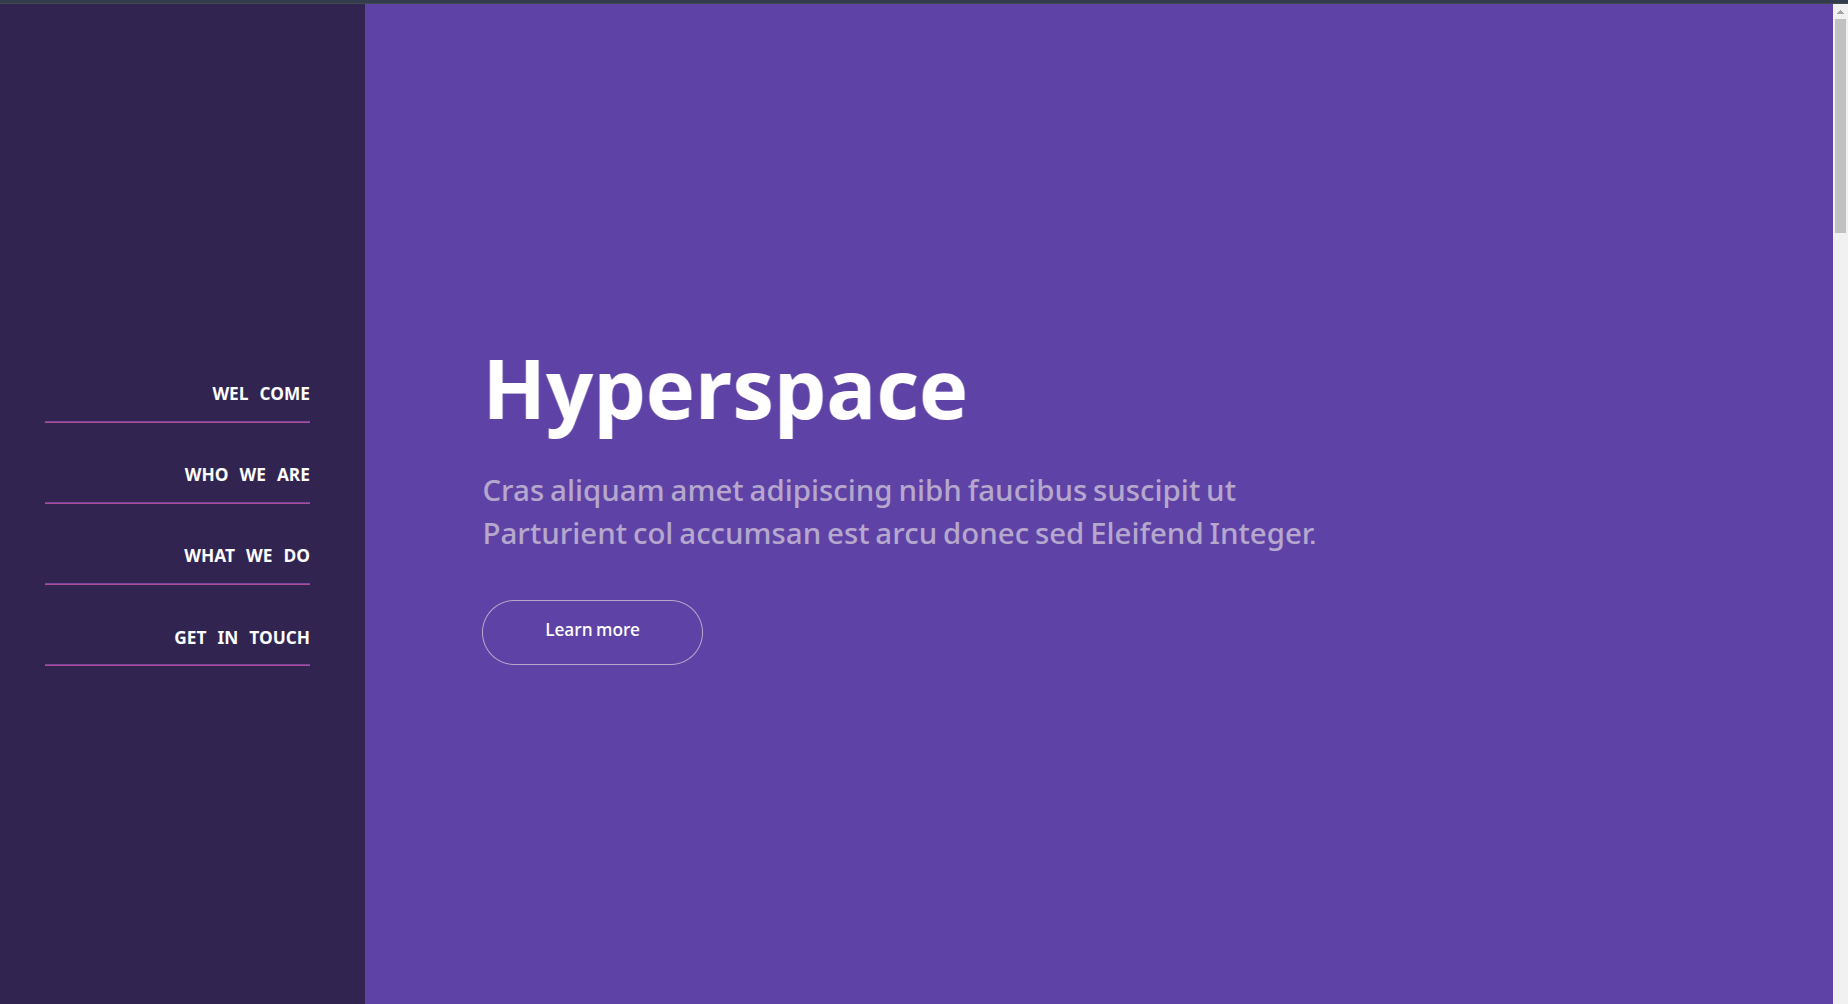 WEL COME
WHO WE ARE
WHAT WE DO
GET IN TOUCH
Hyperspace
Cras aliquam amet adipiscing nibh faucibus suscipit ut
Parturient col accumsan est arcu donec sed Eleifend Integer.
Learn more